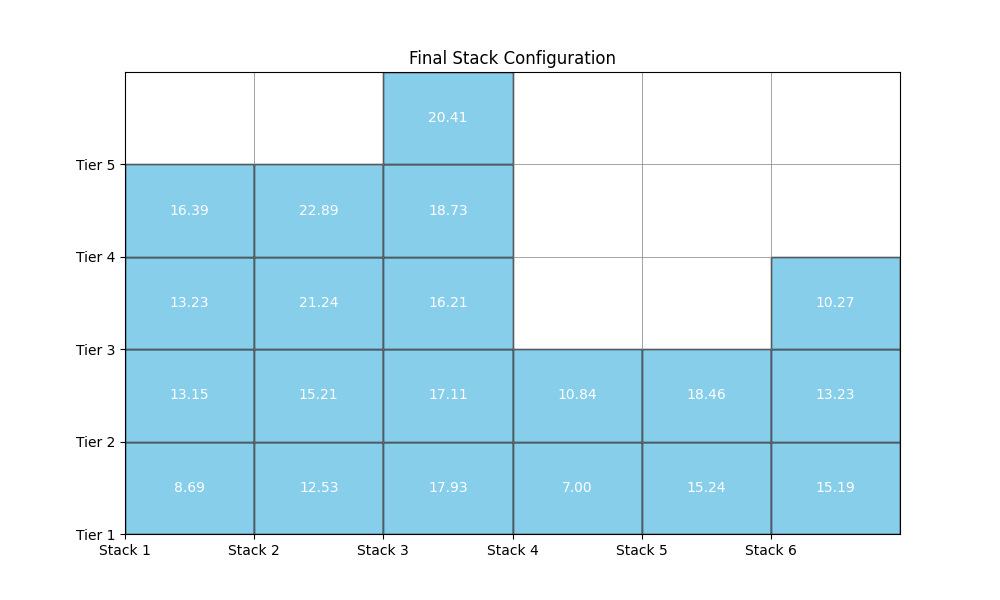 Final Stack Configuration
20.41
Tier 5
16.39 22.89 18.73
Tier 4
13.23 21.24 16.21 10.27
Tier 3
13.15 15.21 17.11 10.84 18.46 13.23
Tier 2
8.69 12.53 17.93 7.00 15.24 15.19
Tier 1
Stack 1 Stack 2 Stack 3 Stack 4 Stack 5 Stack 6